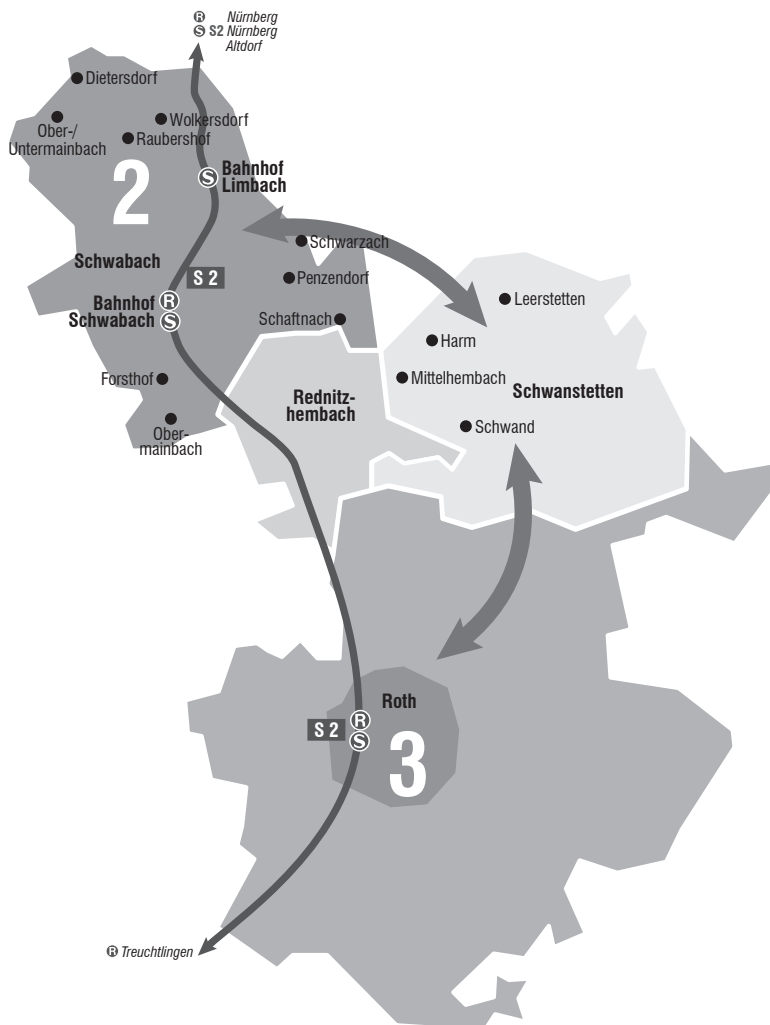 R Nürnberg
S S2 Nürnberg
Altdorf
Dietersdorf
Wolkersdorf
Ober-/
Untermainbach
Raubershof
2
Bahnhof
Limbach
Schwarzach
Schwabach
S 2
Penzendorf
Bahnhof R
Schwabach S
Schaftnach
Leerstetten
Harm
Forsthof
Mittelhembach
Rednitz-
hembach
Schwanstetten
Ober-
mainbach
Schwand
Roth
S 2
R
S
3
R Treuchtlingen
S